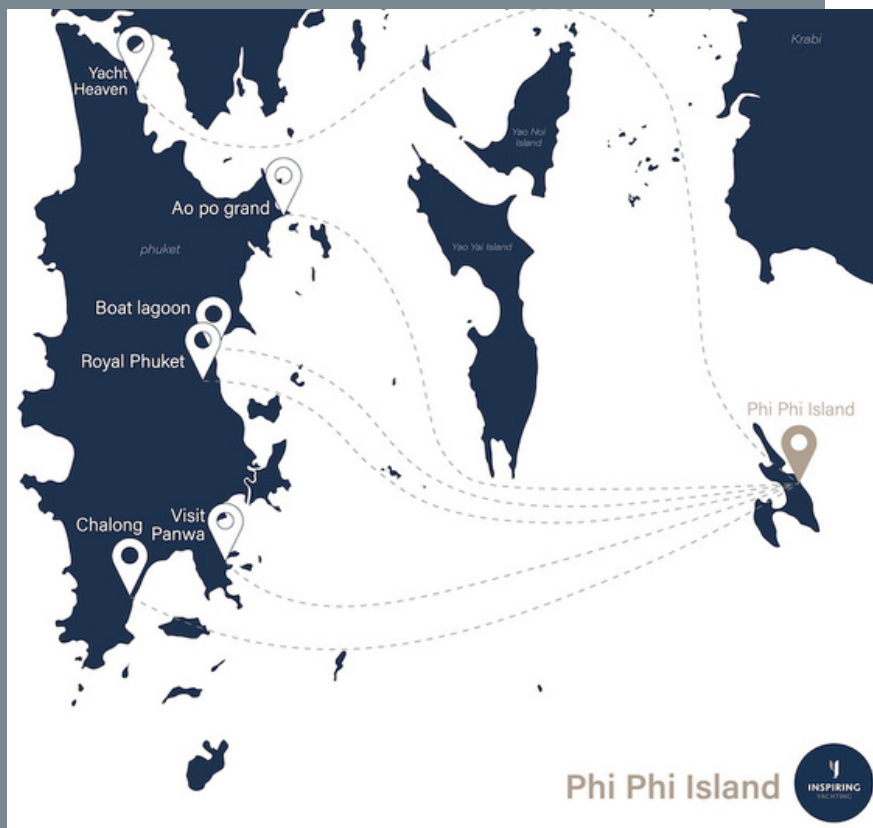 Krabi
Yacht
Heaven
Yao Noi
Island
Ao po grand
phuket
Yao Yai Island
Boat lagoon
Royal Phuket
Phi Phi Island
Visit
Panwa
Chalong
Phi Phi Island
INSPIRING
YACHTING